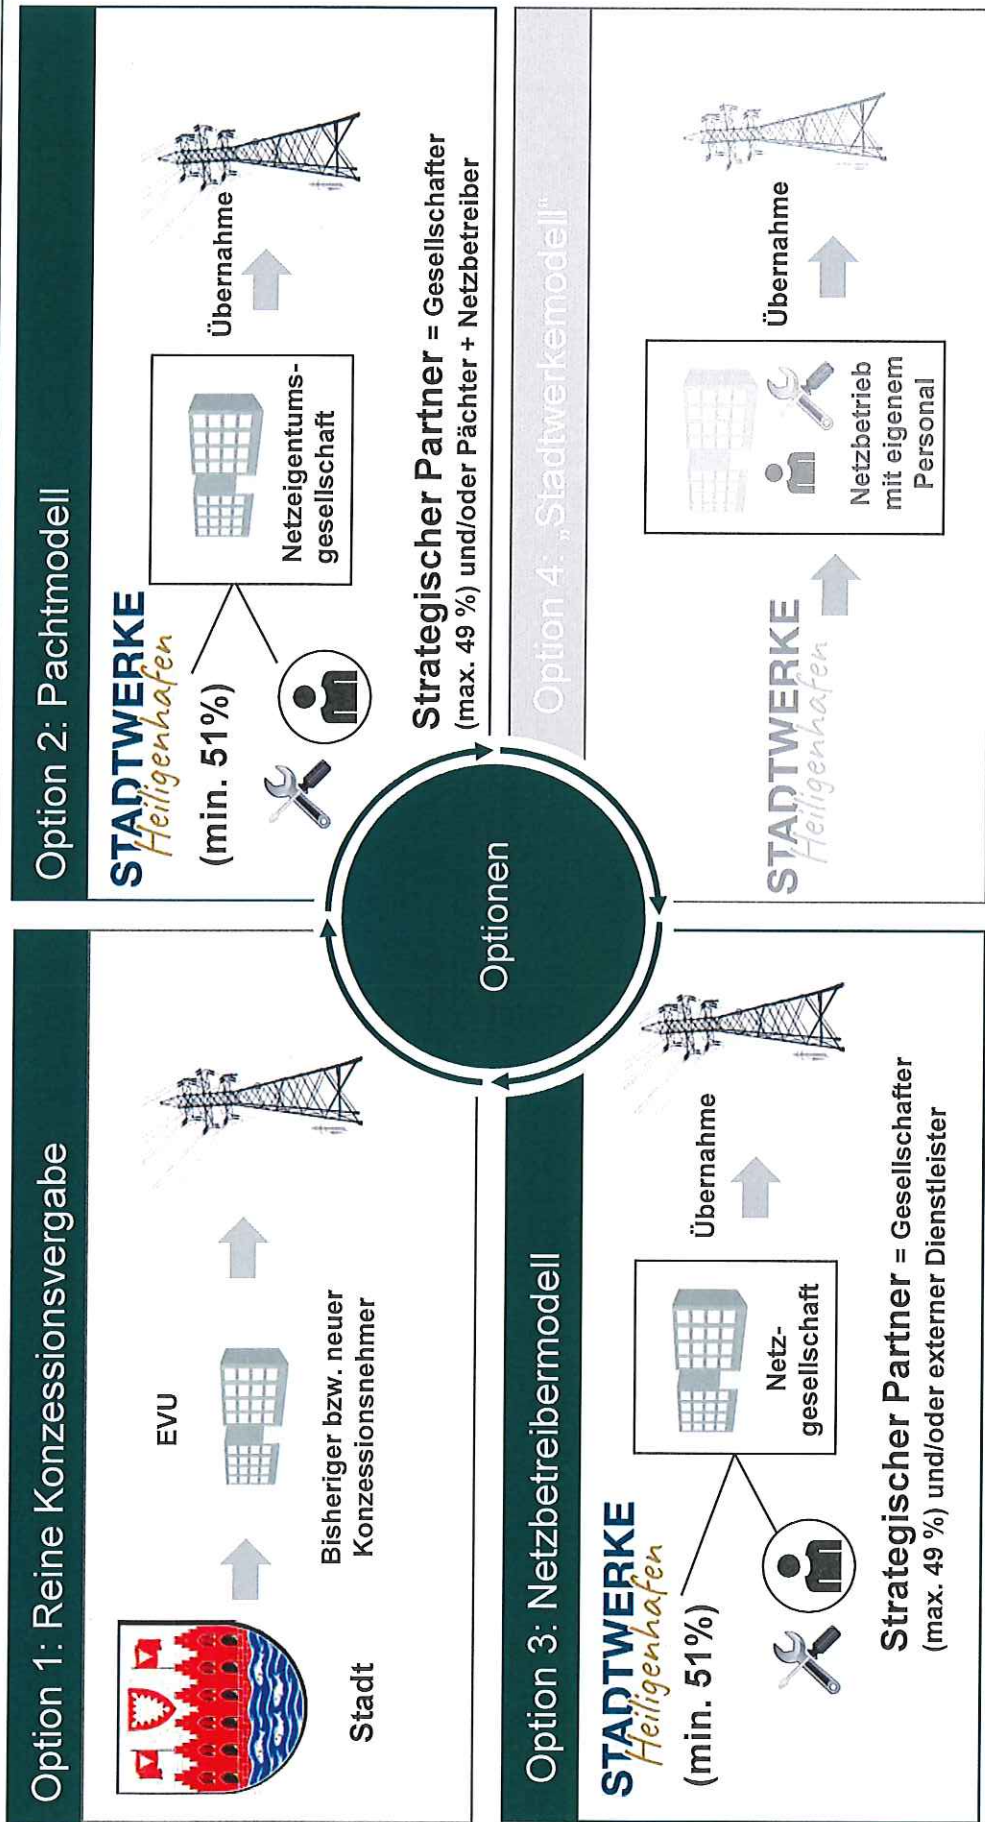 Option 1: Reine Konzessionsvergabe
EVU
Stadt
Bisheriger bzw. neuer
Konzessionsnehmer
Option 2: Pachtmodell
STADTWERKE
Heiligenhafen
(min. 51%)
Netzeigentums-
gesellschaft
Übernahme
Strategischer Partner = Gesellschafter
(max. 49 %) und/oder Pächter + Netzbetreiber
Optionen
Option 3: Netzbetreibermodell
STADTWERKE
Heiligenhafen
(min. 51%)
Netz-
gesellschaft
Übernahme
Strategischer Partner = Gesellschafter
(max. 49 %) und/oder externer Dienstleister
Option 4: „Stadtwerkemodell“
STADTWERKE
Heiligenhafen
Netzbetrieb
mit eigenem
Personal
Übernahme